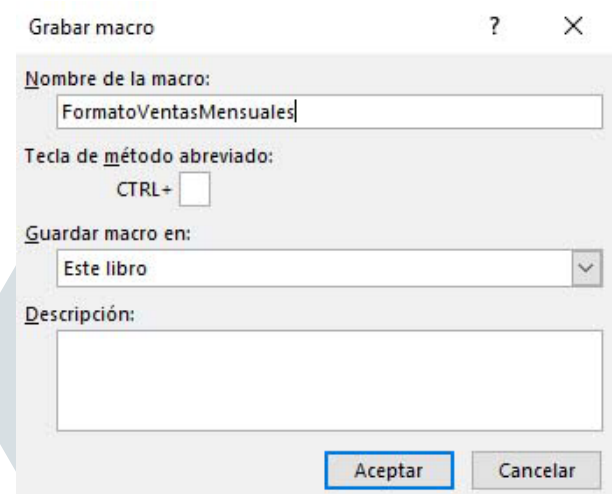 Grabar macro ?
Nombre de la macro:
FormatoVentasMensuales
Tecla de método abreviado:
CTRL+
Guardar macro en:
Este libro
Descripción:
Aceptar Cancelar